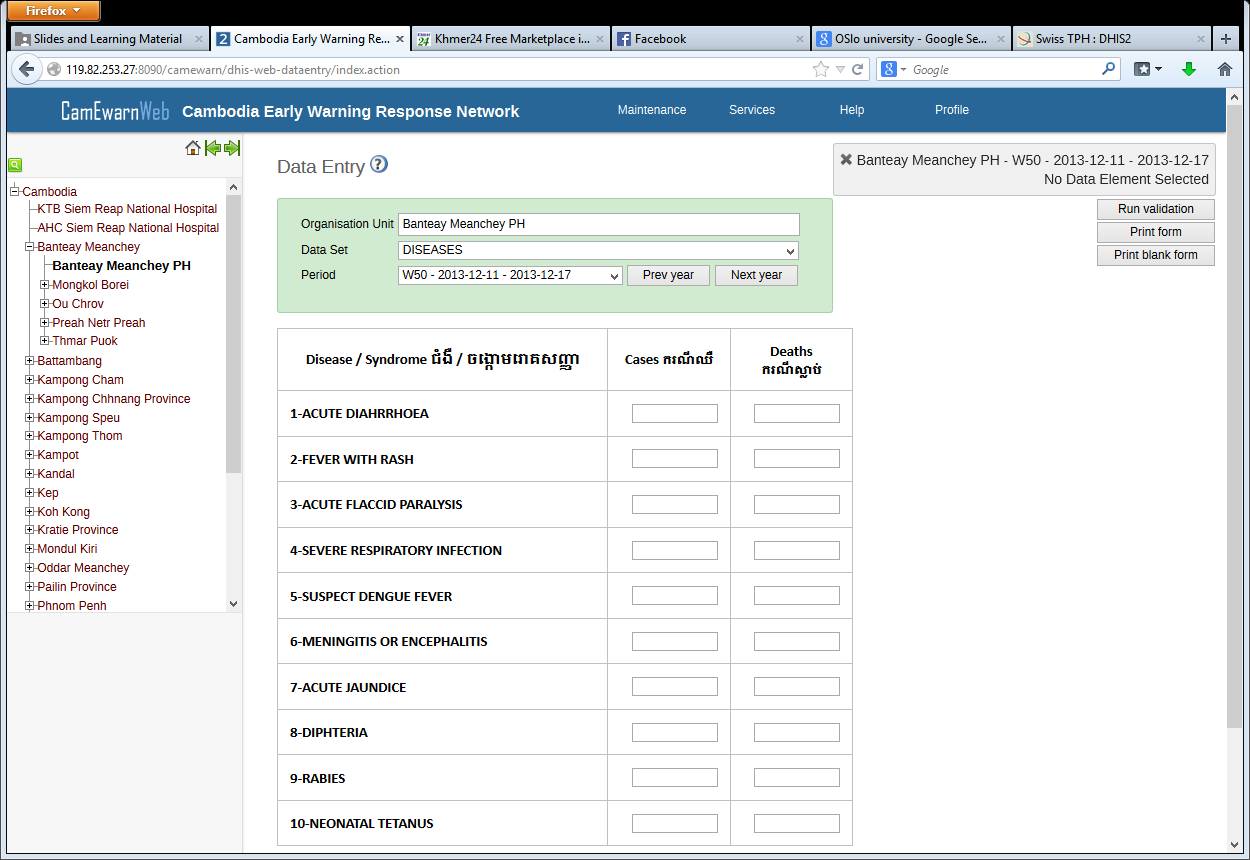 Firefox
Slides and Learning Material
2 Cambodia Early Warning Re...
Khmer 24 Khmer24 Free Marketplace i...
Facebook
8 OSlo university - Google Se...
Swiss TPH : DHIS2
119.82.253.27:8090/camewarn/dhis-web-dataentry/index.action
8 Google
CamEwarnWeb Cambodia Early Warning Response Network
Maintenance Services Help Profile
Cambodia
KTB Siem Reap National Hospital
AHC Siem Reap National Hospital
Banteay Meanchey
Banteay Meanchey PH
Mongkol Borei
Ou Chrov
Preah Netr Preah
Thmar Puok
Battambang
Kampong Cham
Kampong Chhnang Province
Kampong Speu
Kampong Thom
Kampot
Kandal
Kep
Koh Kong
Kratie Province
Mondul Kiri
Oddar Meanchey
Pailin Province
Phnom Penh
Data Entry ?
Banteay Meanchey PH - W50 - 2013-12-11 - 2013-12-17
No Data Element Selected
Run validation
Print form
Print blank form
Organisation Unit Banteay Meanchey PH
Data Set DISEASES
Period W50 - 2013-12-11 - 2013-12-17 Prev year Next year
Disease / Syndrome ជំងឺ / ចង្កោមរោគសញ្ញា
Cases ករណីឈឺ
Deaths
ករណីស្លាប់
1-ACUTE DIAHRRHOEA
2-FEVER WITH RASH
3-ACUTE FLACCID PARALYSIS
4-SEVERE RESPIRATORY INFECTION
5-SUSPECT DENGUE FEVER
6-MENINGITIS OR ENCEPHALITIS
7-ACUTE JAUNDICE
8-DIPHTERIA
9-RABIES
10-NEONATAL TETANUS